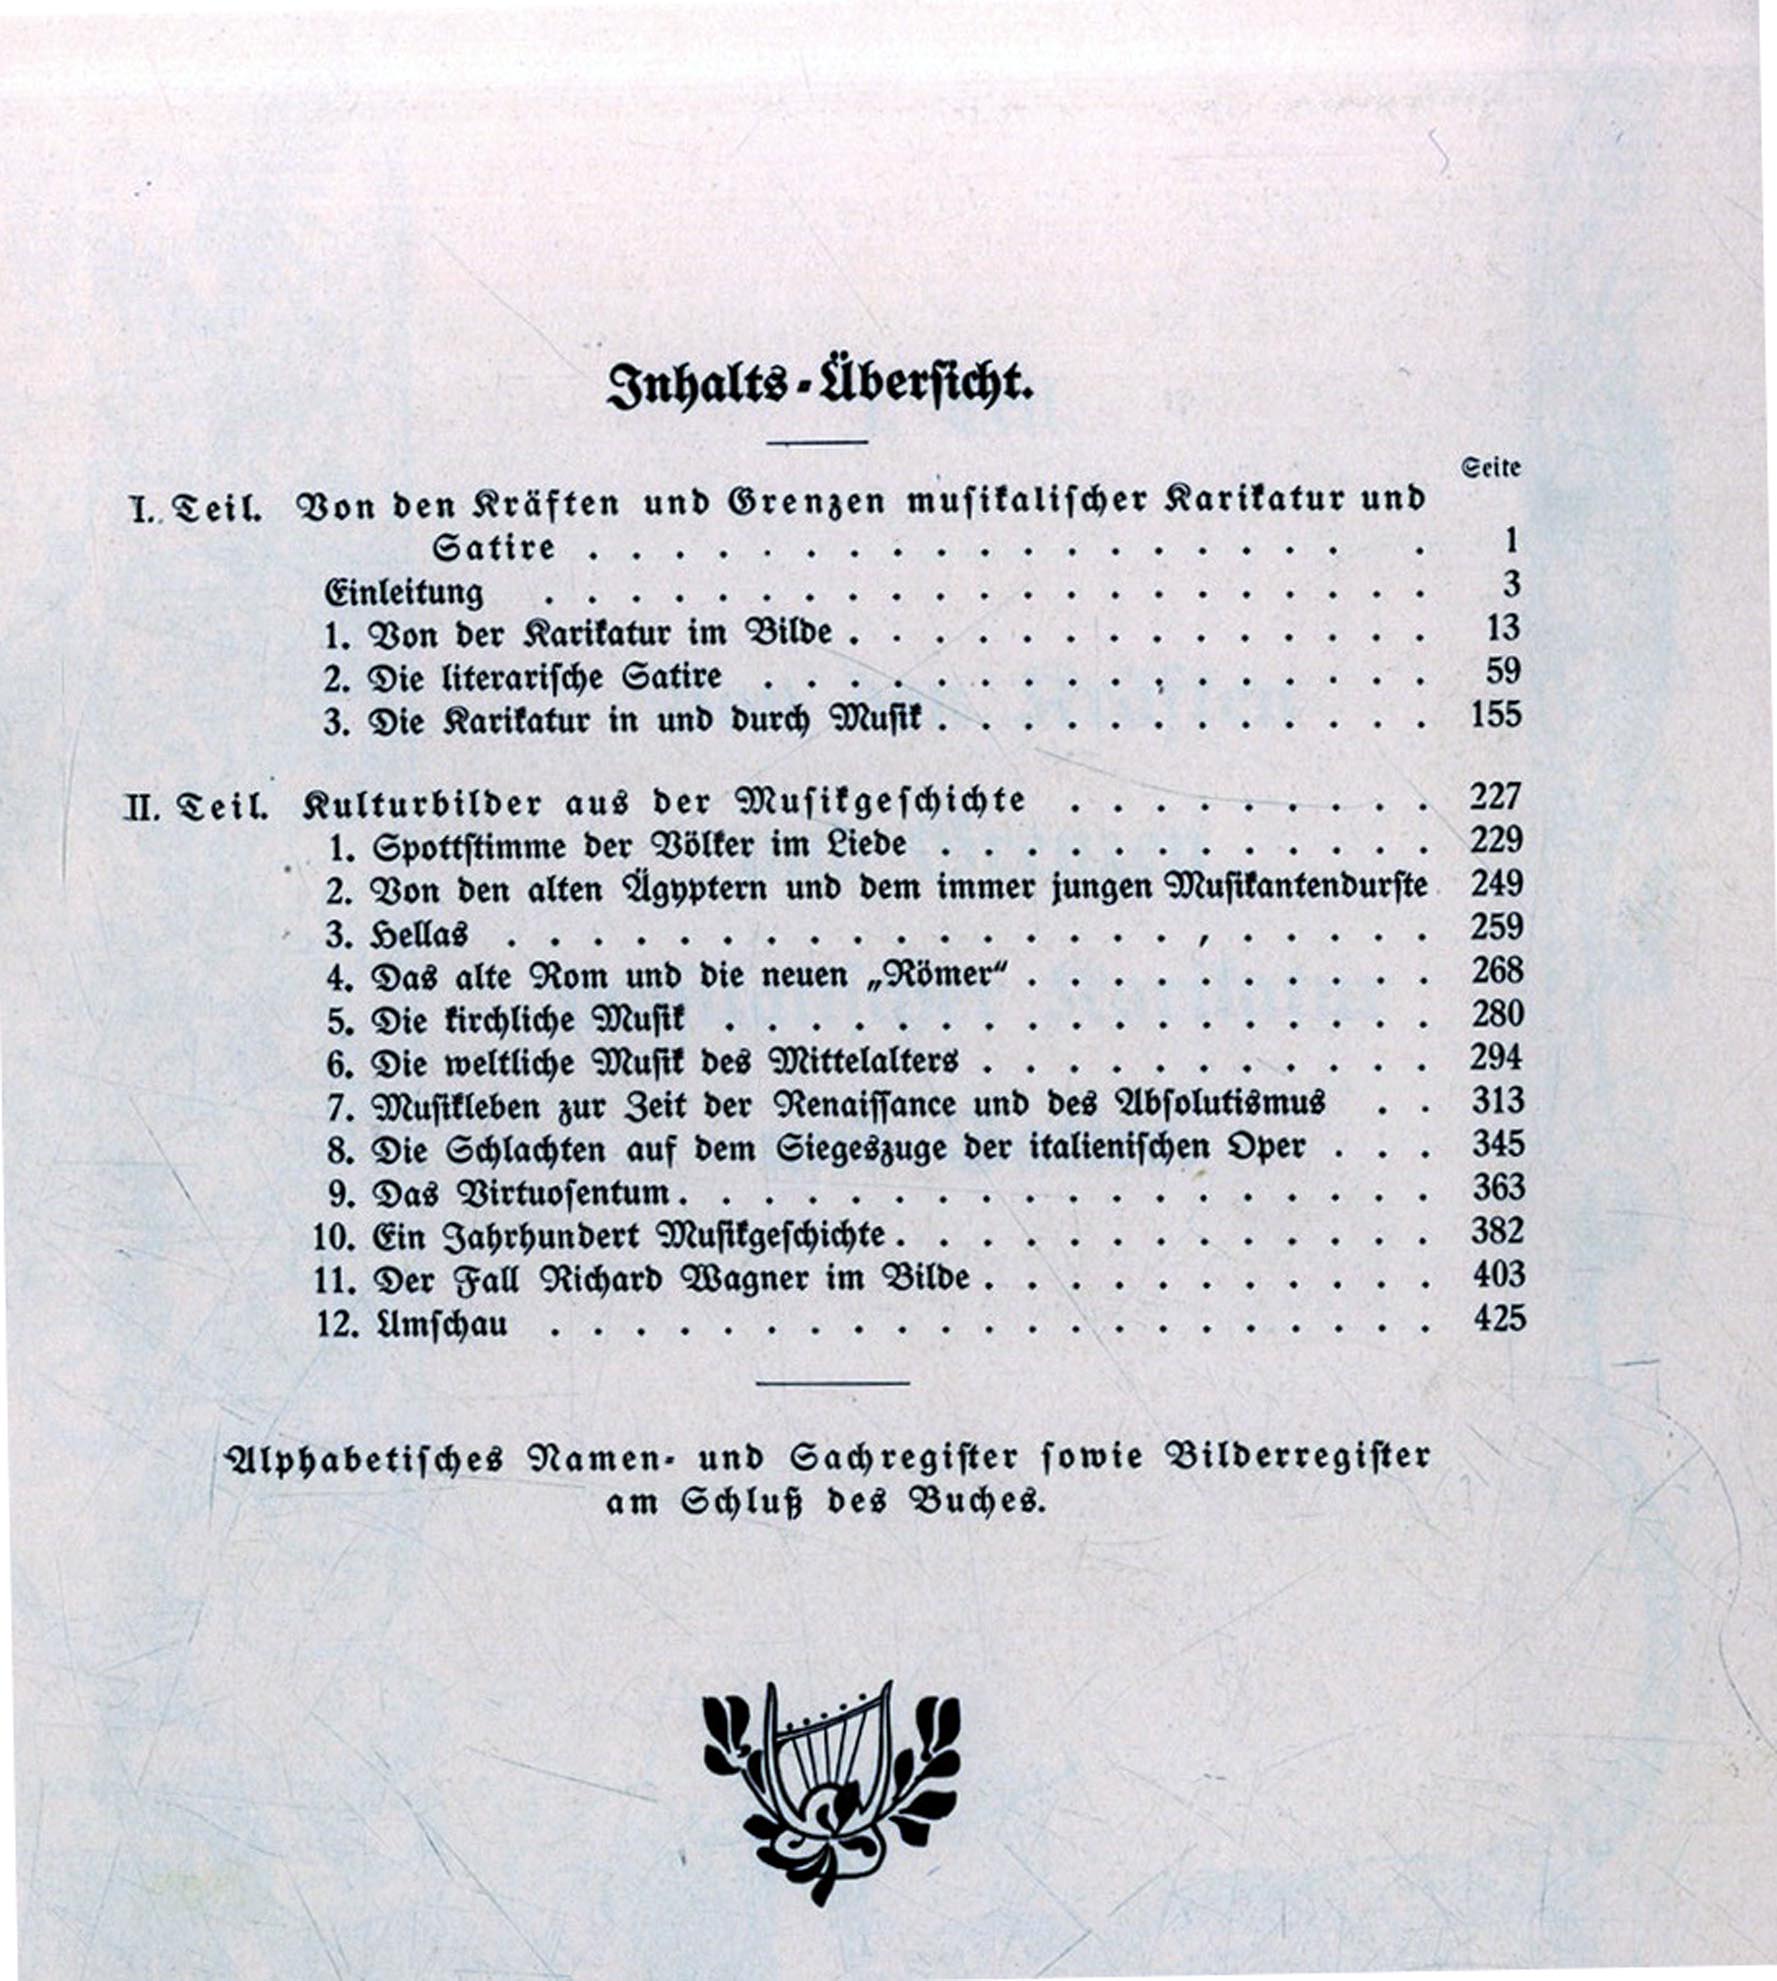 Inhalts-Übersicht.
Seite
I. Teil. Von den Kräften und Grenzen musikalischer Karikatur und
Satire . . . . . . . . . . . . . . . . . . . 1
Einleitung . . . . . . . . . . . . . . . . . . . . . 3
1. Von der Karikatur im Bilde . . . . . . . . . . . . . . 13
2. Die literarische Satire . . . . . . . . . . . . . . . . 59
3. Die Karikatur in und durch Musik . . . . . . . . . . . . 155
II. Teil. Kulturbilder aus der Musikgeschichte . . . . . . . . . 227
1. Spottstimme der Völker im Liede . . . . . . . . . . . . 229
2. Von den alten Ägyptern und dem immer jungen Musikantendurste 249
3. Hellas . . . . . . . . . . . . . . . . . . . . . . 259
4. Das alte Rom und die neuen „Römer“ . . . . . . . . . . 268
5. Die kirchliche Musik . . . . . . . . . . . . . . . . . 280
6. Die weltliche Musik des Mittelalters . . . . . . . . . . . 294
7. Musikleben zur Zeit der Renaissance und des Absolutismus . . 313
8. Die Schlachten auf dem Siegeszuge der italienischen Oper . . . 345
9. Das Virtuosentum . . . . . . . . . . . . . . . . . . 363
10. Ein Jahrhundert Musikgeschichte . . . . . . . . . . . . . 382
11. Der Fall Richard Wagner im Bilde . . . . . . . . . . . 403
12. Umschau . . . . . . . . . . . . . . . . . . . . . 425
Alphabetisches Namen- und Sachregister sowie Bilderregister
am Schluß des Buches.